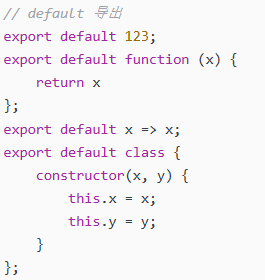 // default 导出
export default 123;
export default function (x) {
    return x
};
export default x => x;
export default class {
    constructor(x, y) {
        this.x = x;
        this.y = y;
    }
};